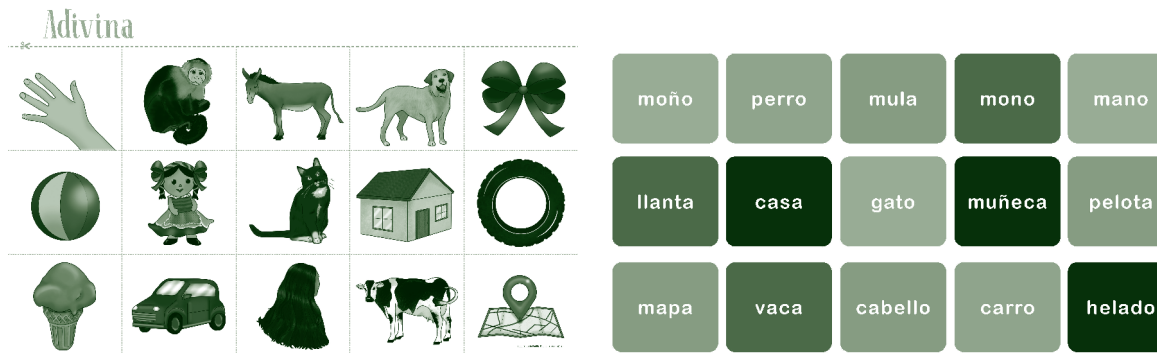 Adivina
moño perro mula mono mano
llanta casa gato muñeca pelota
mapa vaca cabello carro helado